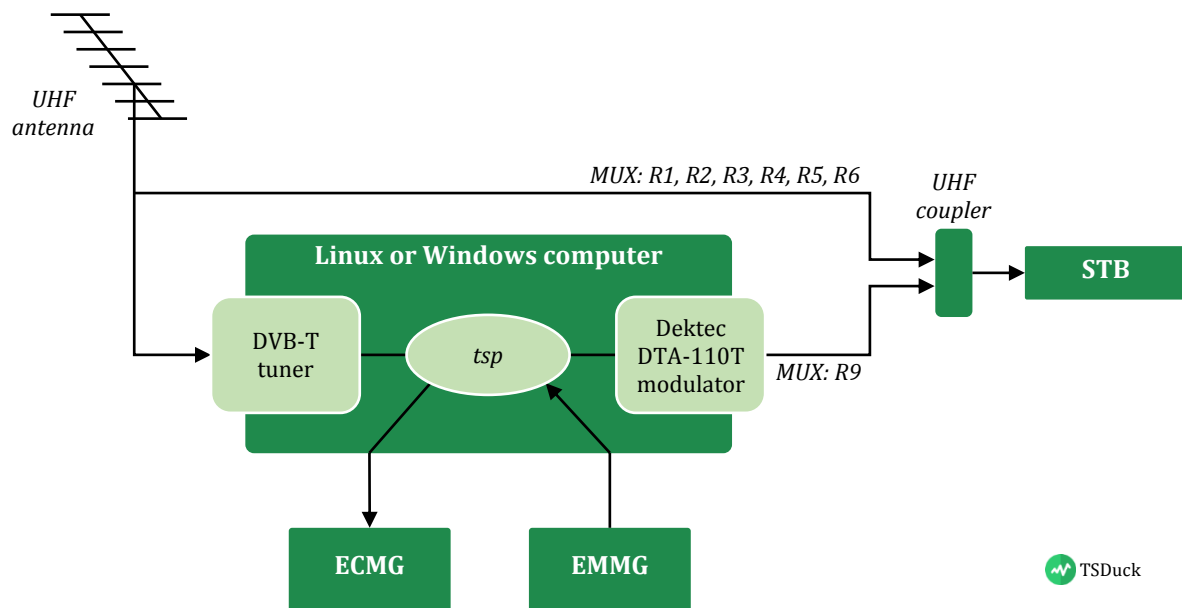 UHF
antenna
MUX: R1, R2, R3, R4, R5, R6
UHF
coupler
Linux or Windows computer
STB
DVB-T
tuner
tsp
Dektec
DTA-110T
modulator
MUX: R9
ECMG
EMMG
TSDuck